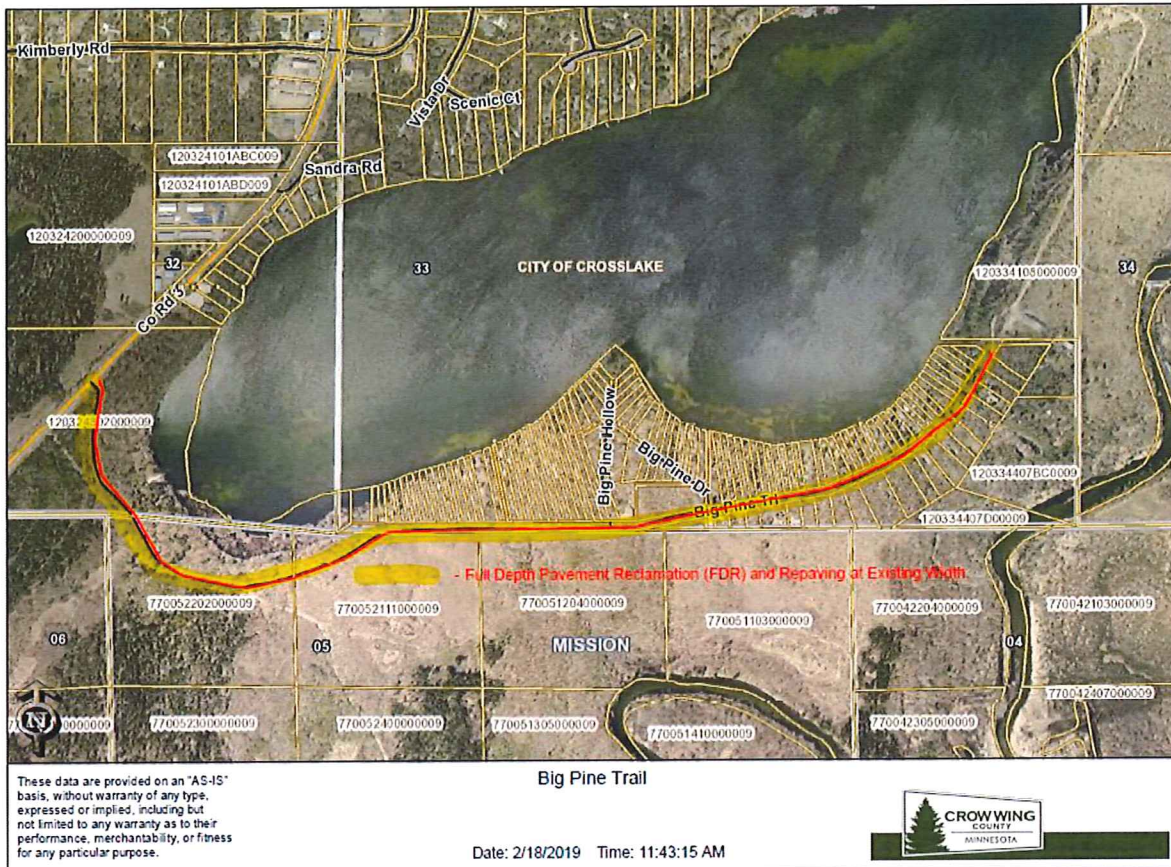 Kimberly Rd
Vista Dr
Scenic Ct
120324101ABC009
Sandra Rd
120324101ABD009
120324200000009
32
33
CITY OF CROSSLAKE
120334108000009
34
Co Rd 3
Big Pine Hollow
Big Pine Dr
120334407BC0009
Big Pine Trl
120334407D00009
- Full Depth Pavement Reclamation (FDR) and Repaving at Existing Width.
770052202000009
770052111000009
770051204000009
770051103000009
770042204000009
770042103000009
06
05
MISSION
04
770042407000009
N
770052300000009
770052400000009
770051305000009
770051410000009
770042305000009
Big Pine Trail
These data are provided on an "AS-IS"
basis, without warranty of any type,
expressed or implied, including but
not limited to any warranty as to their
performance, merchantability, or fitness
for any particular purpose.
Date: 2/18/2019 Time: 11:43:15 AM
CROW WING
COUNTY
MINNESOTA